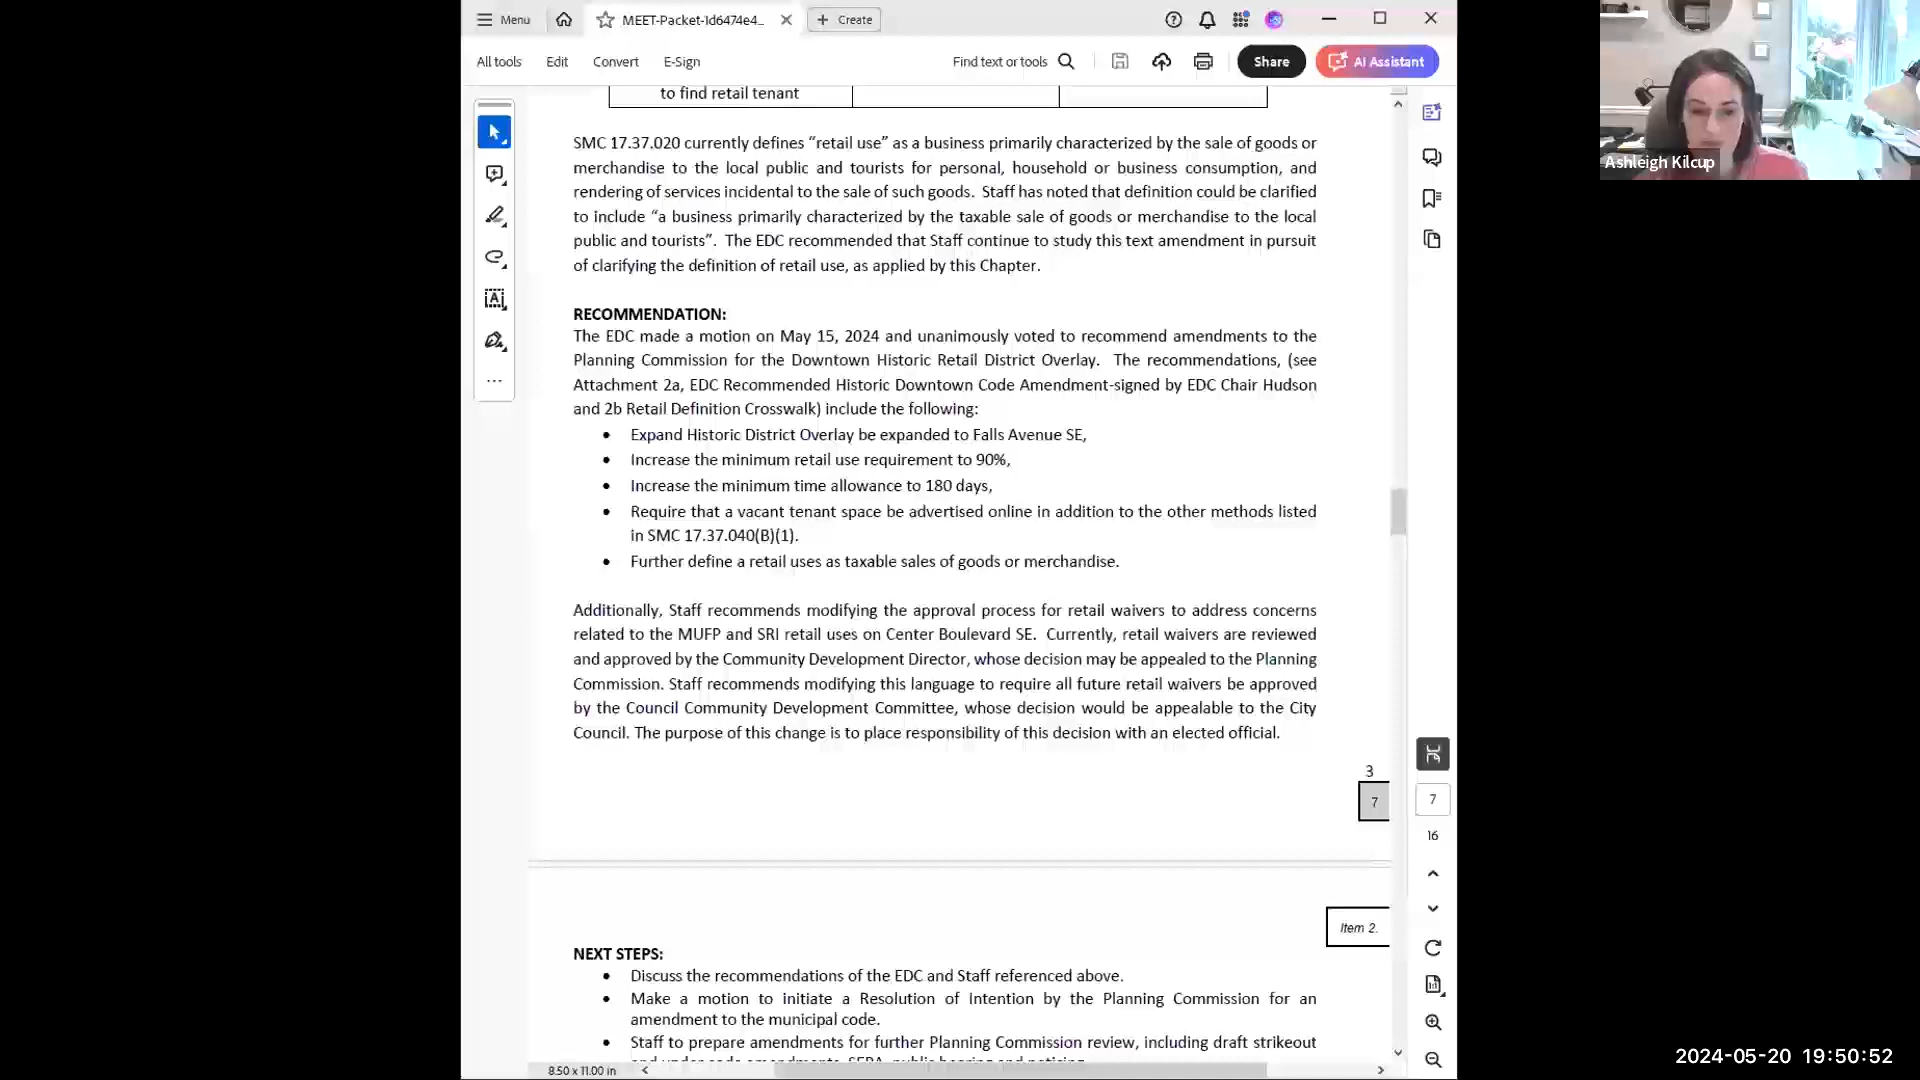 Menu
MEET-Packet-1d6474e4...
Create
All tools
Edit
Convert
E-Sign
Find text or tools
Share
AI Assistant
Ashleigh Kilcup
to find retail tenant
SMC 17.37.020 currently defines “retail use” as a business primarily characterized by the sale of goods or
merchandise to the local public and tourists for personal, household or business consumption, and
rendering of services incidental to the sale of such goods. Staff has noted that definition could be clarified
to include “a business primarily characterized by the taxable sale of goods or merchandise to the local
public and tourists”. The EDC recommended that Staff continue to study this text amendment in pursuit
of clarifying the definition of retail use, as applied by this Chapter.
RECOMMENDATION:
The EDC made a motion on May 15, 2024 and unanimously voted to recommend amendments to the
Planning Commission for the Downtown Historic Retail District Overlay. The recommendations, (see
Attachment 2a, EDC Recommended Historic Downtown Code Amendment-signed by EDC Chair Hudson
and 2b Retail Definition Crosswalk) include the following:
• Expand Historic District Overlay be expanded to Falls Avenue SE,
• Increase the minimum retail use requirement to 90%,
• Increase the minimum time allowance to 180 days,
• Require that a vacant tenant space be advertised online in addition to the other methods listed
in SMC 17.37.040(B)(1).
• Further define a retail uses as taxable sales of goods or merchandise.
Additionally, Staff recommends modifying the approval process for retail waivers to address concerns
related to the MUFP and SRI retail uses on Center Boulevard SE. Currently, retail waivers are reviewed
and approved by the Community Development Director, whose decision may be appealed to the Planning
Commission. Staff recommends modifying this language to require all future retail waivers be approved
by the Council Community Development Committee, whose decision would be appealable to the City
Council. The purpose of this change is to place responsibility of this decision with an elected official.
3
7
7
16
Item 2.
NEXT STEPS:
• Discuss the recommendations of the EDC and Staff referenced above.
• Make a motion to initiate a Resolution of Intention by the Planning Commission for an
amendment to the municipal code.
• Staff to prepare amendments for further Planning Commission review, including draft strikeout
8.50 x 11.00 in
2024-05-20 19:50:52